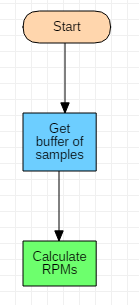 Start
Get
buffer of
samples
Calculate
RPMs